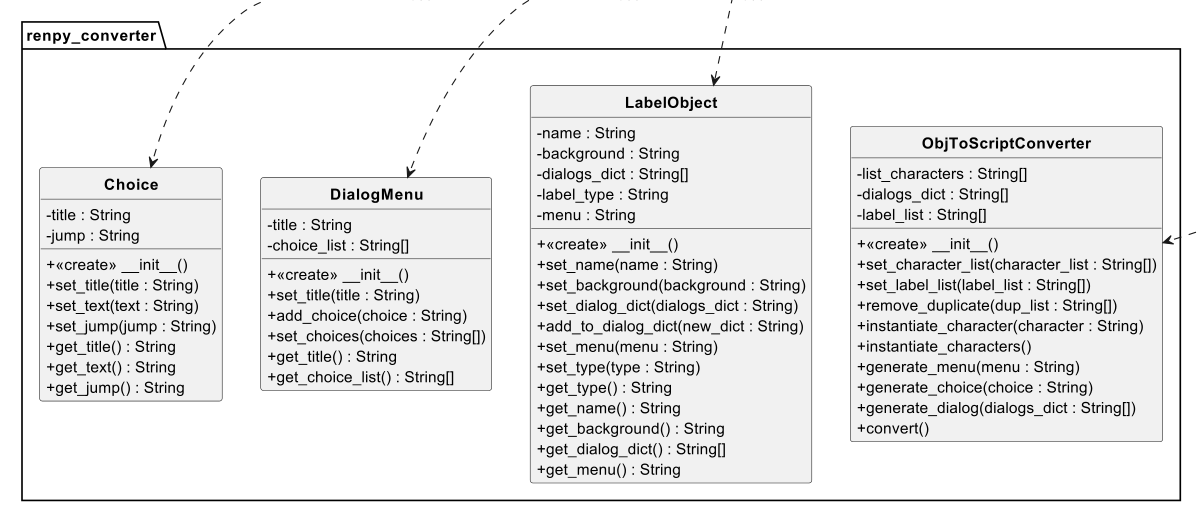 renpy_converter
Choice
-title : String
-jump : String
+«create» __init__()
+set_title(title : String)
+set_text(text : String)
+set_jump(jump : String)
+get_title() : String
+get_text() : String
+get_jump() : String
DialogMenu
-title : String
-choice_list : String[]
+«create» __init__()
+set_title(title : String)
+add_choice(choice : String)
+set_choices(choices : String[])
+get_title() : String
+get_choice_list() : String[]
LabelObject
-name : String
-background : String
-dialogs_dict : String[]
-label_type : String
-menu : String
+«create» __init__()
+set_name(name : String)
+set_background(background : String)
+set_dialog_dict(dialogs_dict : String)
+add_to_dialog_dict(new_dict : String)
+set_menu(menu : String)
+set_type(type : String)
+get_type() : String
+get_name() : String
+get_background() : String
+get_dialog_dict() : String[]
+get_menu() : String
ObjToScriptConverter
-list_characters : String[]
-dialogs_dict : String[]
-label_list : String[]
+«create» __init__()
+set_character_list(character_list : String[])
+set_label_list(label_list : String[])
+remove_duplicate(dup_list : String[])
+instantiate_character(character : String)
+instantiate_characters()
+generate_menu(menu : String)
+generate_choice(choice : String)
+generate_dialog(dialogs_dict : String[])
+convert()